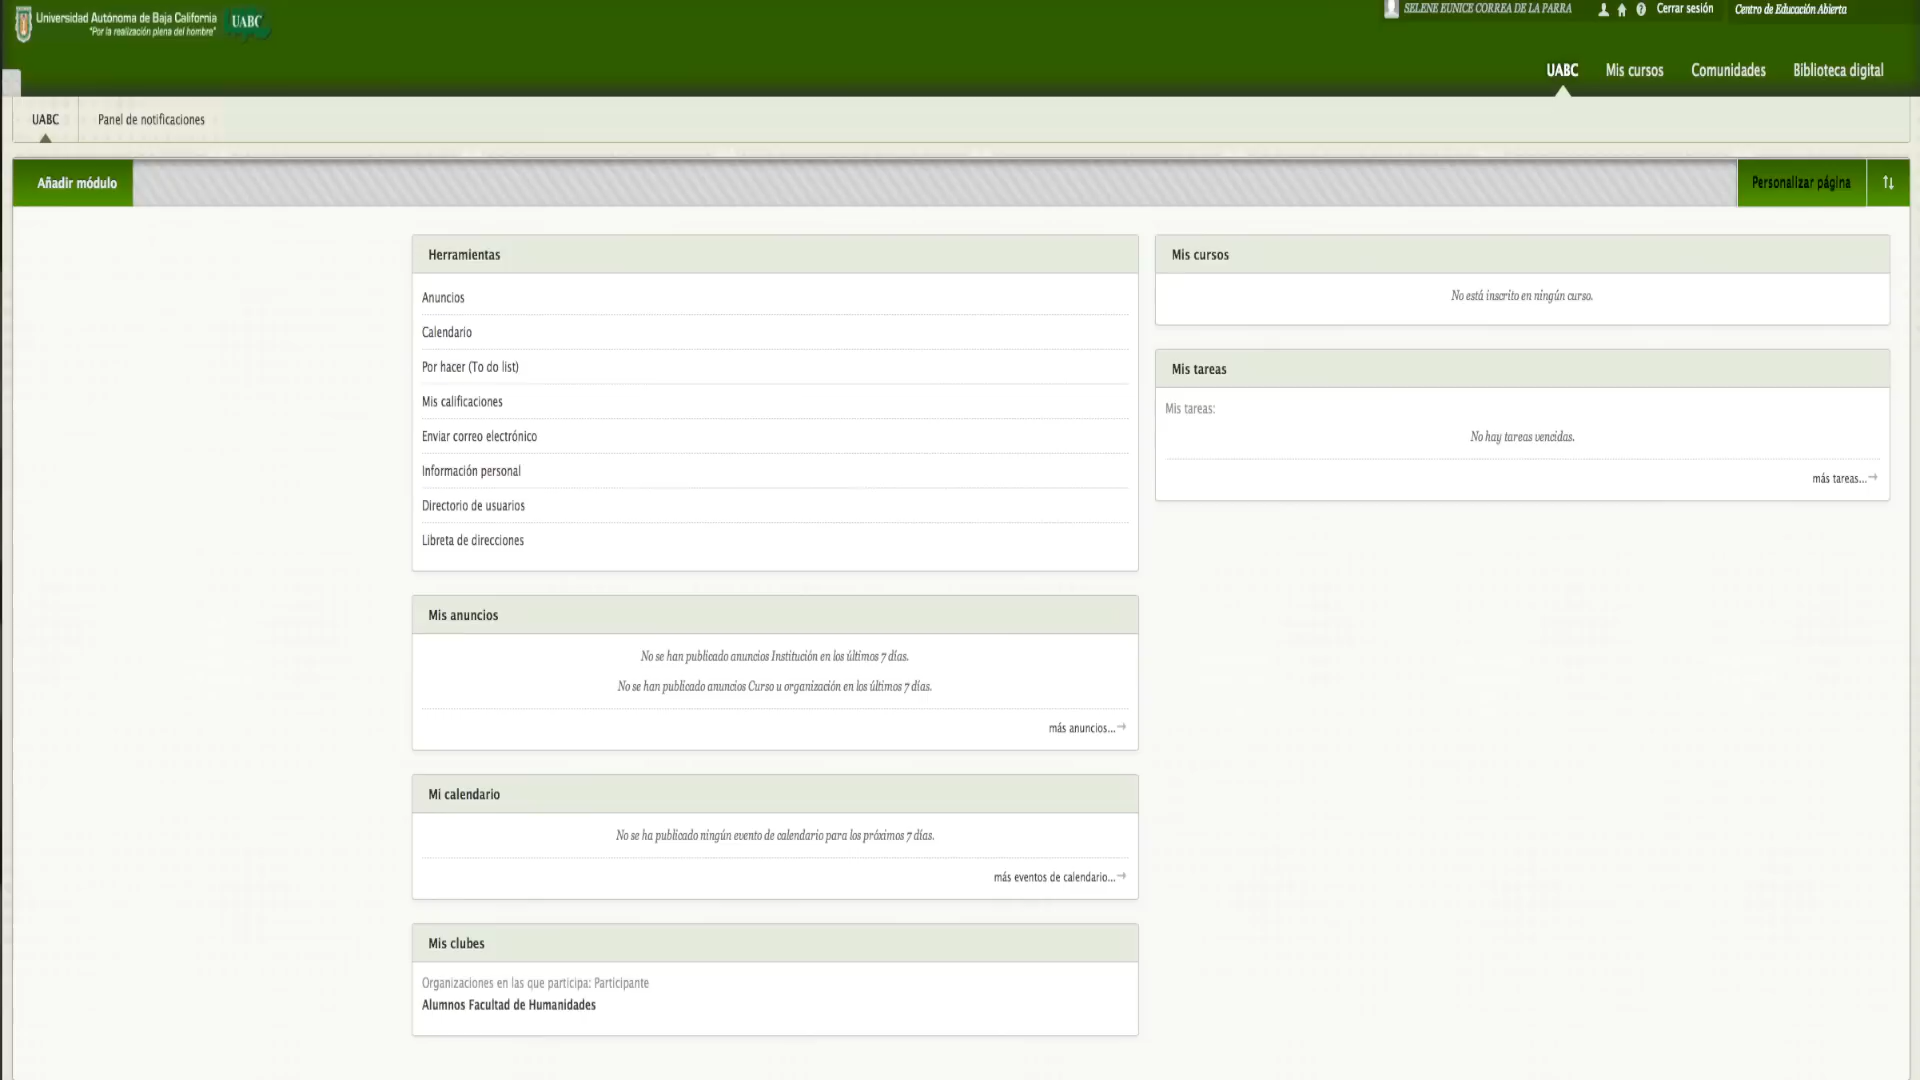 Universidad Autónoma de Baja California
"Por la realización plena del hombre"
UABC
SELENE EUNICE CORREA DE LA PARRA
Cerrar sesión
Centro de Educación Abierta
UABC
Mis cursos
Comunidades
Biblioteca digital
UABC
Panel de notificaciones
Añadir módulo
Personalizar página
Herramientas
Anuncios
Calendario
Por hacer (To do list)
Mis calificaciones
Enviar correo electrónico
Información personal
Directorio de usuarios
Libreta de direcciones
Mis anuncios
No se han publicado anuncios Institución en los últimos 7 días.
No se han publicado anuncios Curso u organización en los últimos 7 días.
más anuncios...
Mi calendario
No se ha publicado ningún evento de calendario para los próximos 7 días.
más eventos de calendario...
Mis clubes
Organizaciones en las que participa: Participante
Alumnos Facultad de Humanidades
Mis cursos
No está inscrito en ningún curso.
Mis tareas
Mis tareas:
No hay tareas vencidas.
más tareas...